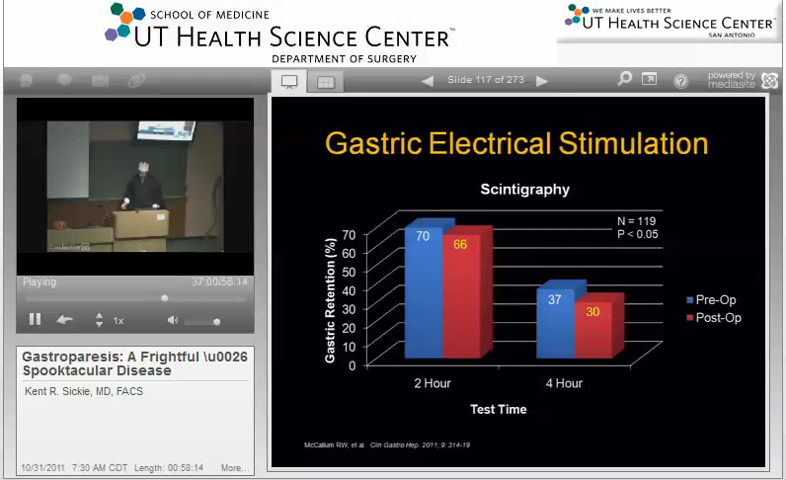 SCHOOL OF MEDICINE
UT HEALTH SCIENCE CENTER™
DEPARTMENT OF SURGERY
WE MAKE LIVES BETTER
UT HEALTH SCIENCE CENTER™
SAN ANTONIO
Slide 117 of 273
powered by
mediasite
Playing
37:00/58:14
1x
Gastroparesis: A Frightful \u0026
Spooktacular Disease
Kent R. Sickie, MD, FACS
10/31/2011 7:30 AM CDT Length: 00:58:14 More...
Gastric Electrical Stimulation
Scintigraphy
N = 119
P < 0.05
Gastric Retention (%)
70
60
50
40
30
20
10
0
70
66
37
30
Pre-Op
Post-Op
2 Hour
4 Hour
Test Time
McCallum RW, et al. Clin Gastro Hep. 2011; 9: 314-19